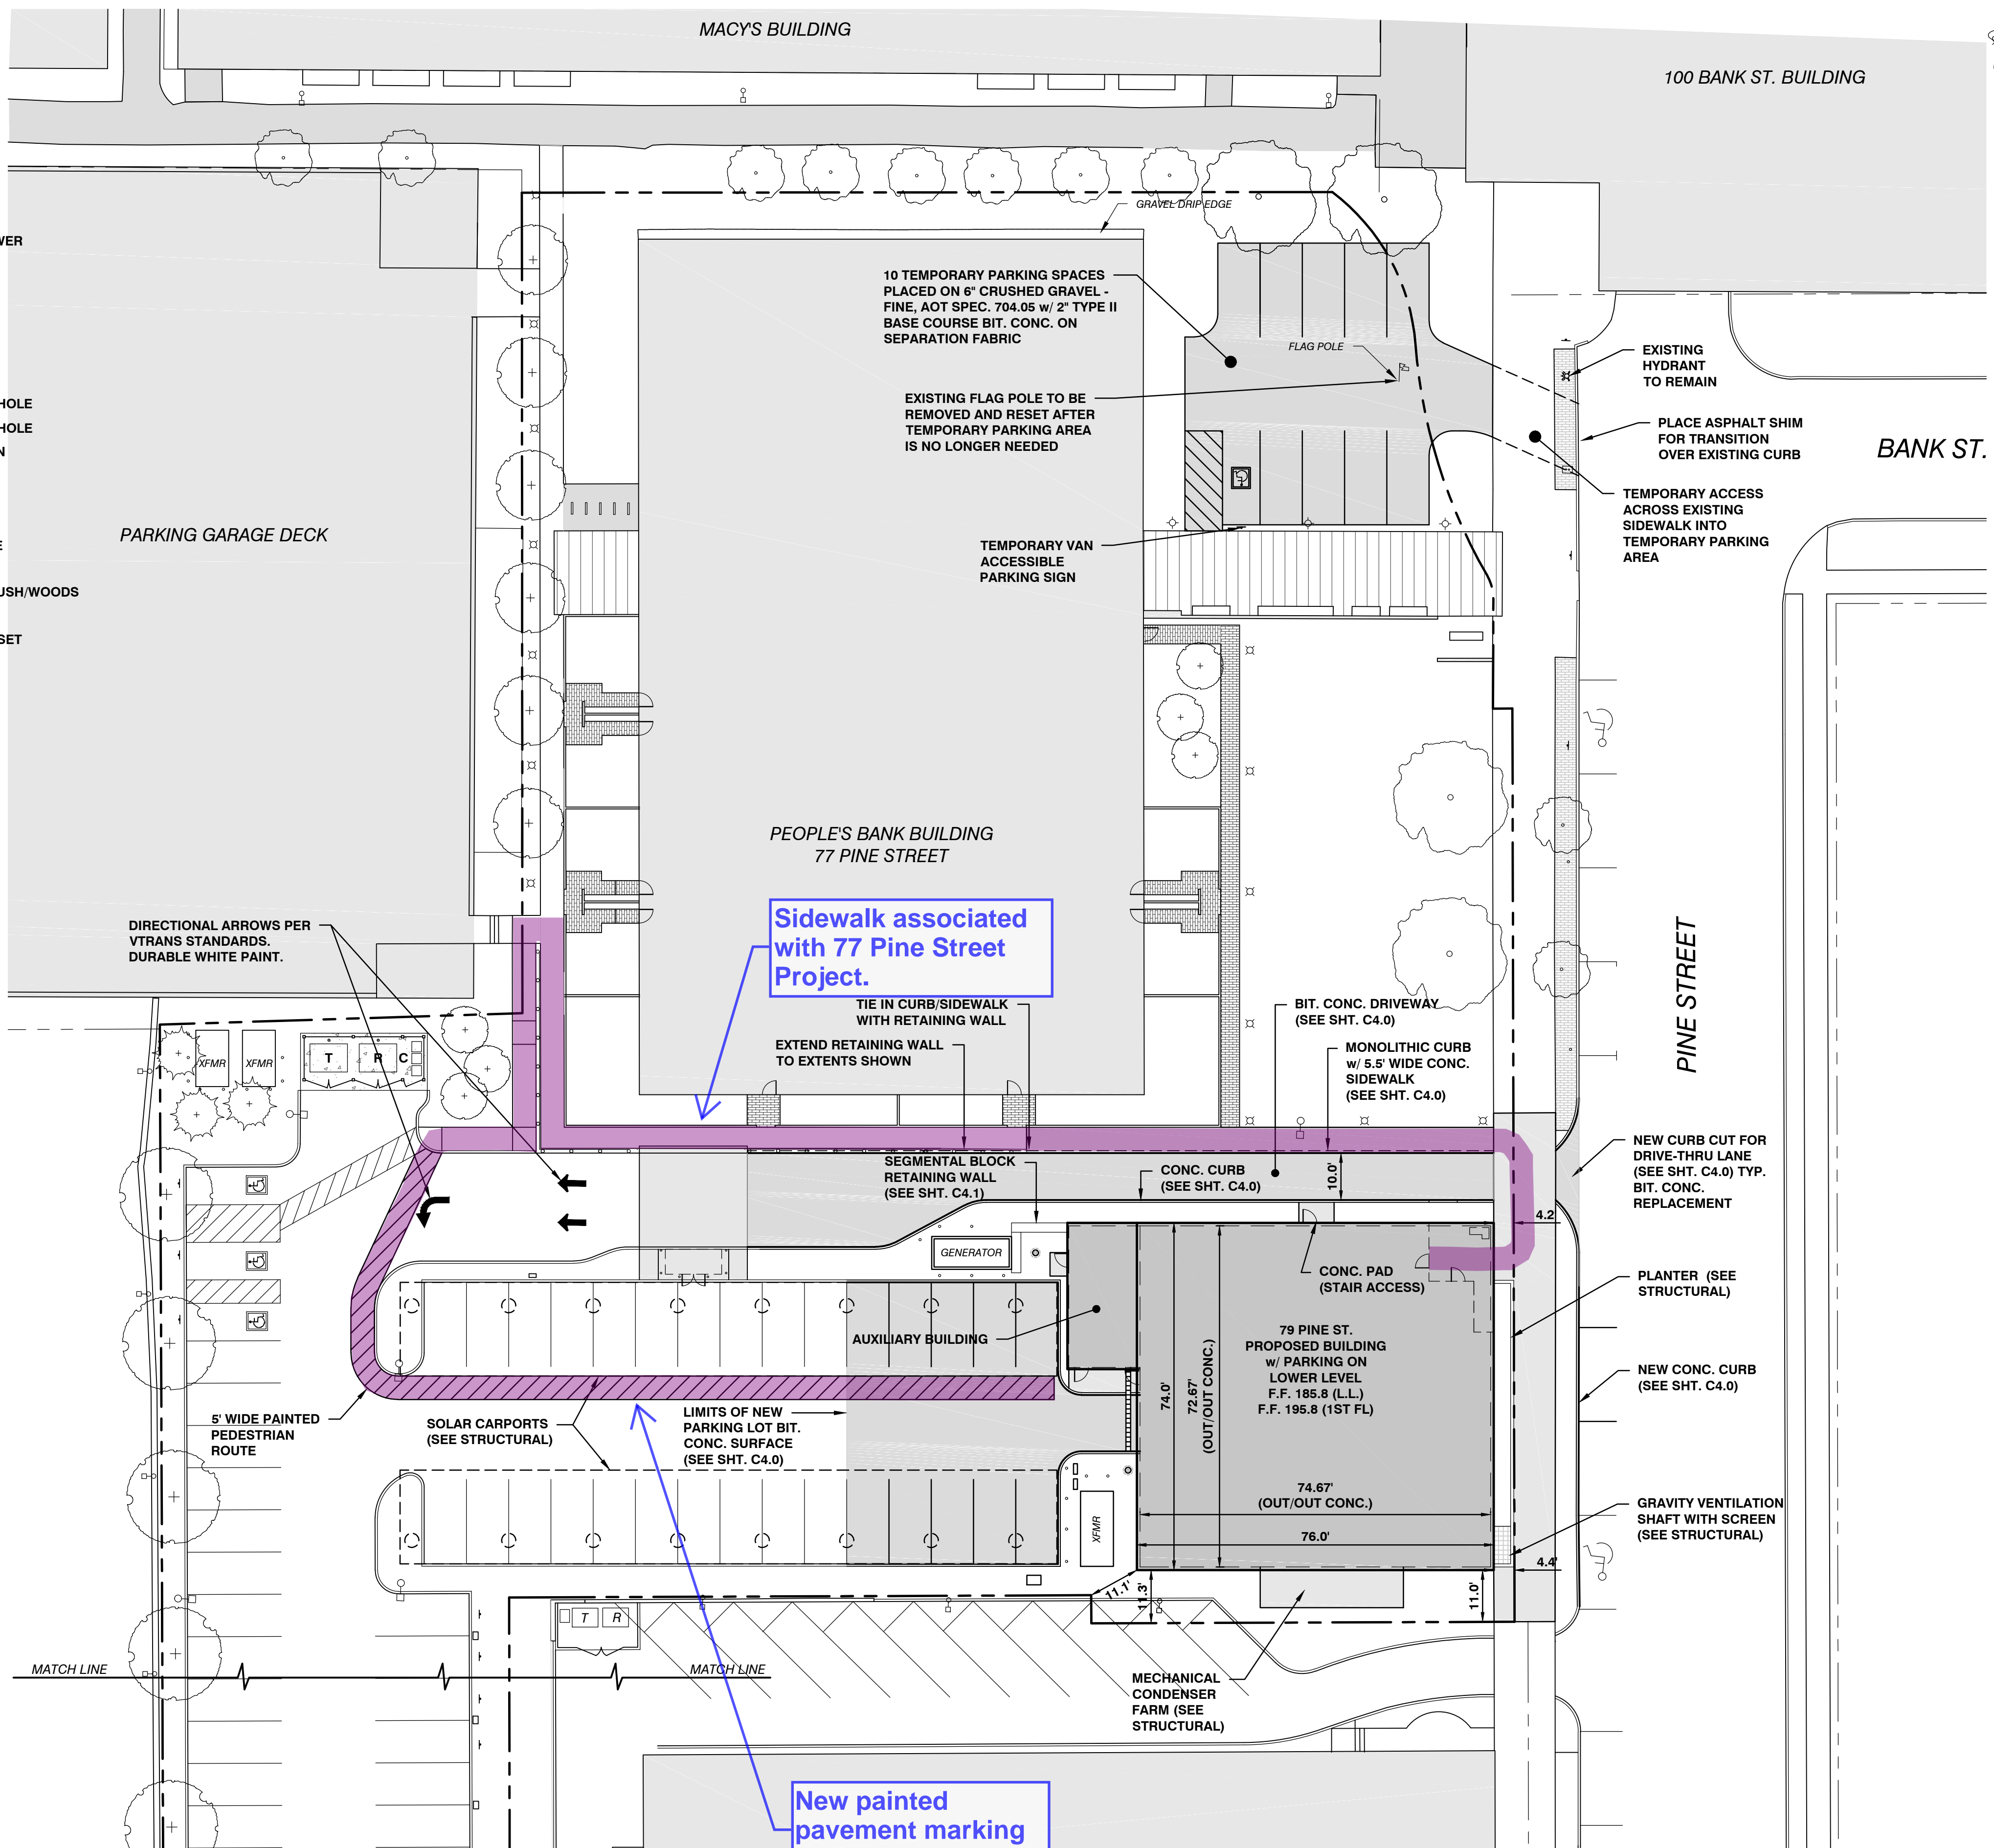 MACY'S BUILDING
100 BANK ST. BUILDING
GRAVEL DRIP EDGE
10 TEMPORARY PARKING SPACES
PLACED ON 6" CRUSHED GRAVEL -
FINE, AOT SPEC. 704.05 w/ 2" TYPE II
BASE COURSE BIT. CONC. ON
SEPARATION FABRIC
FLAG POLE
EXISTING FLAG POLE TO BE
REMOVED AND RESET AFTER
TEMPORARY PARKING AREA
IS NO LONGER NEEDED
EXISTING
HYDRANT
TO REMAIN
PLACE ASPHALT SHIM
FOR TRANSITION
OVER EXISTING CURB
BANK ST.
TEMPORARY ACCESS
ACROSS EXISTING
SIDEWALK INTO
TEMPORARY PARKING
AREA
TEMPORARY VAN
ACCESSIBLE
PARKING SIGN
WER
HOLE
HOLE
N
E
USH/WOODS
SET
PARKING GARAGE DECK
PEOPLE'S BANK BUILDING
77 PINE STREET
PINE STREET
DIRECTIONAL ARROWS PER
VTRANS STANDARDS.
DURABLE WHITE PAINT.
Sidewalk associated
with 77 Pine Street
Project.
TIE IN CURB/SIDEWALK
WITH RETAINING WALL
EXTEND RETAINING WALL
TO EXTENTS SHOWN
BIT. CONC. DRIVEWAY
(SEE SHT. C4.0)
MONOLITHIC CURB
w/ 5.5' WIDE CONC.
SIDEWALK
(SEE SHT. C4.0)
XFMR
XFMR
T
R
C
SEGMENTAL BLOCK
RETAINING WALL
(SEE SHT. C4.1)
CONC. CURB
(SEE SHT. C4.0)
10.0'
NEW CURB CUT FOR
DRIVE-THRU LANE
(SEE SHT. C4.0) TYP.
BIT. CONC.
REPLACEMENT
4.2
GENERATOR
CONC. PAD
(STAIR ACCESS)
PLANTER (SEE
STRUCTURAL)
AUXILIARY BUILDING
79 PINE ST.
PROPOSED BUILDING
w/ PARKING ON
LOWER LEVEL
F.F. 185.8 (L.L.)
F.F. 195.8 (1ST FL)
74.0'
72.67'
(OUT/OUT CONC.)
NEW CONC. CURB
(SEE SHT. C4.0)
5' WIDE PAINTED
PEDESTRIAN
ROUTE
SOLAR CARPORTS
(SEE STRUCTURAL)
LIMITS OF NEW
PARKING LOT BIT.
CONC. SURFACE
(SEE SHT. C4.0)
74.67'
(OUT/OUT CONC.)
76.0'
XFMR
GRAVITY VENTILATION
SHAFT WITH SCREEN
(SEE STRUCTURAL)
4.4'
11.1'
11.3'
11.0'
T
R
MATCH LINE
MATCH LINE
MECHANICAL
CONDENSER
FARM (SEE
STRUCTURAL)
New painted
pavement marking